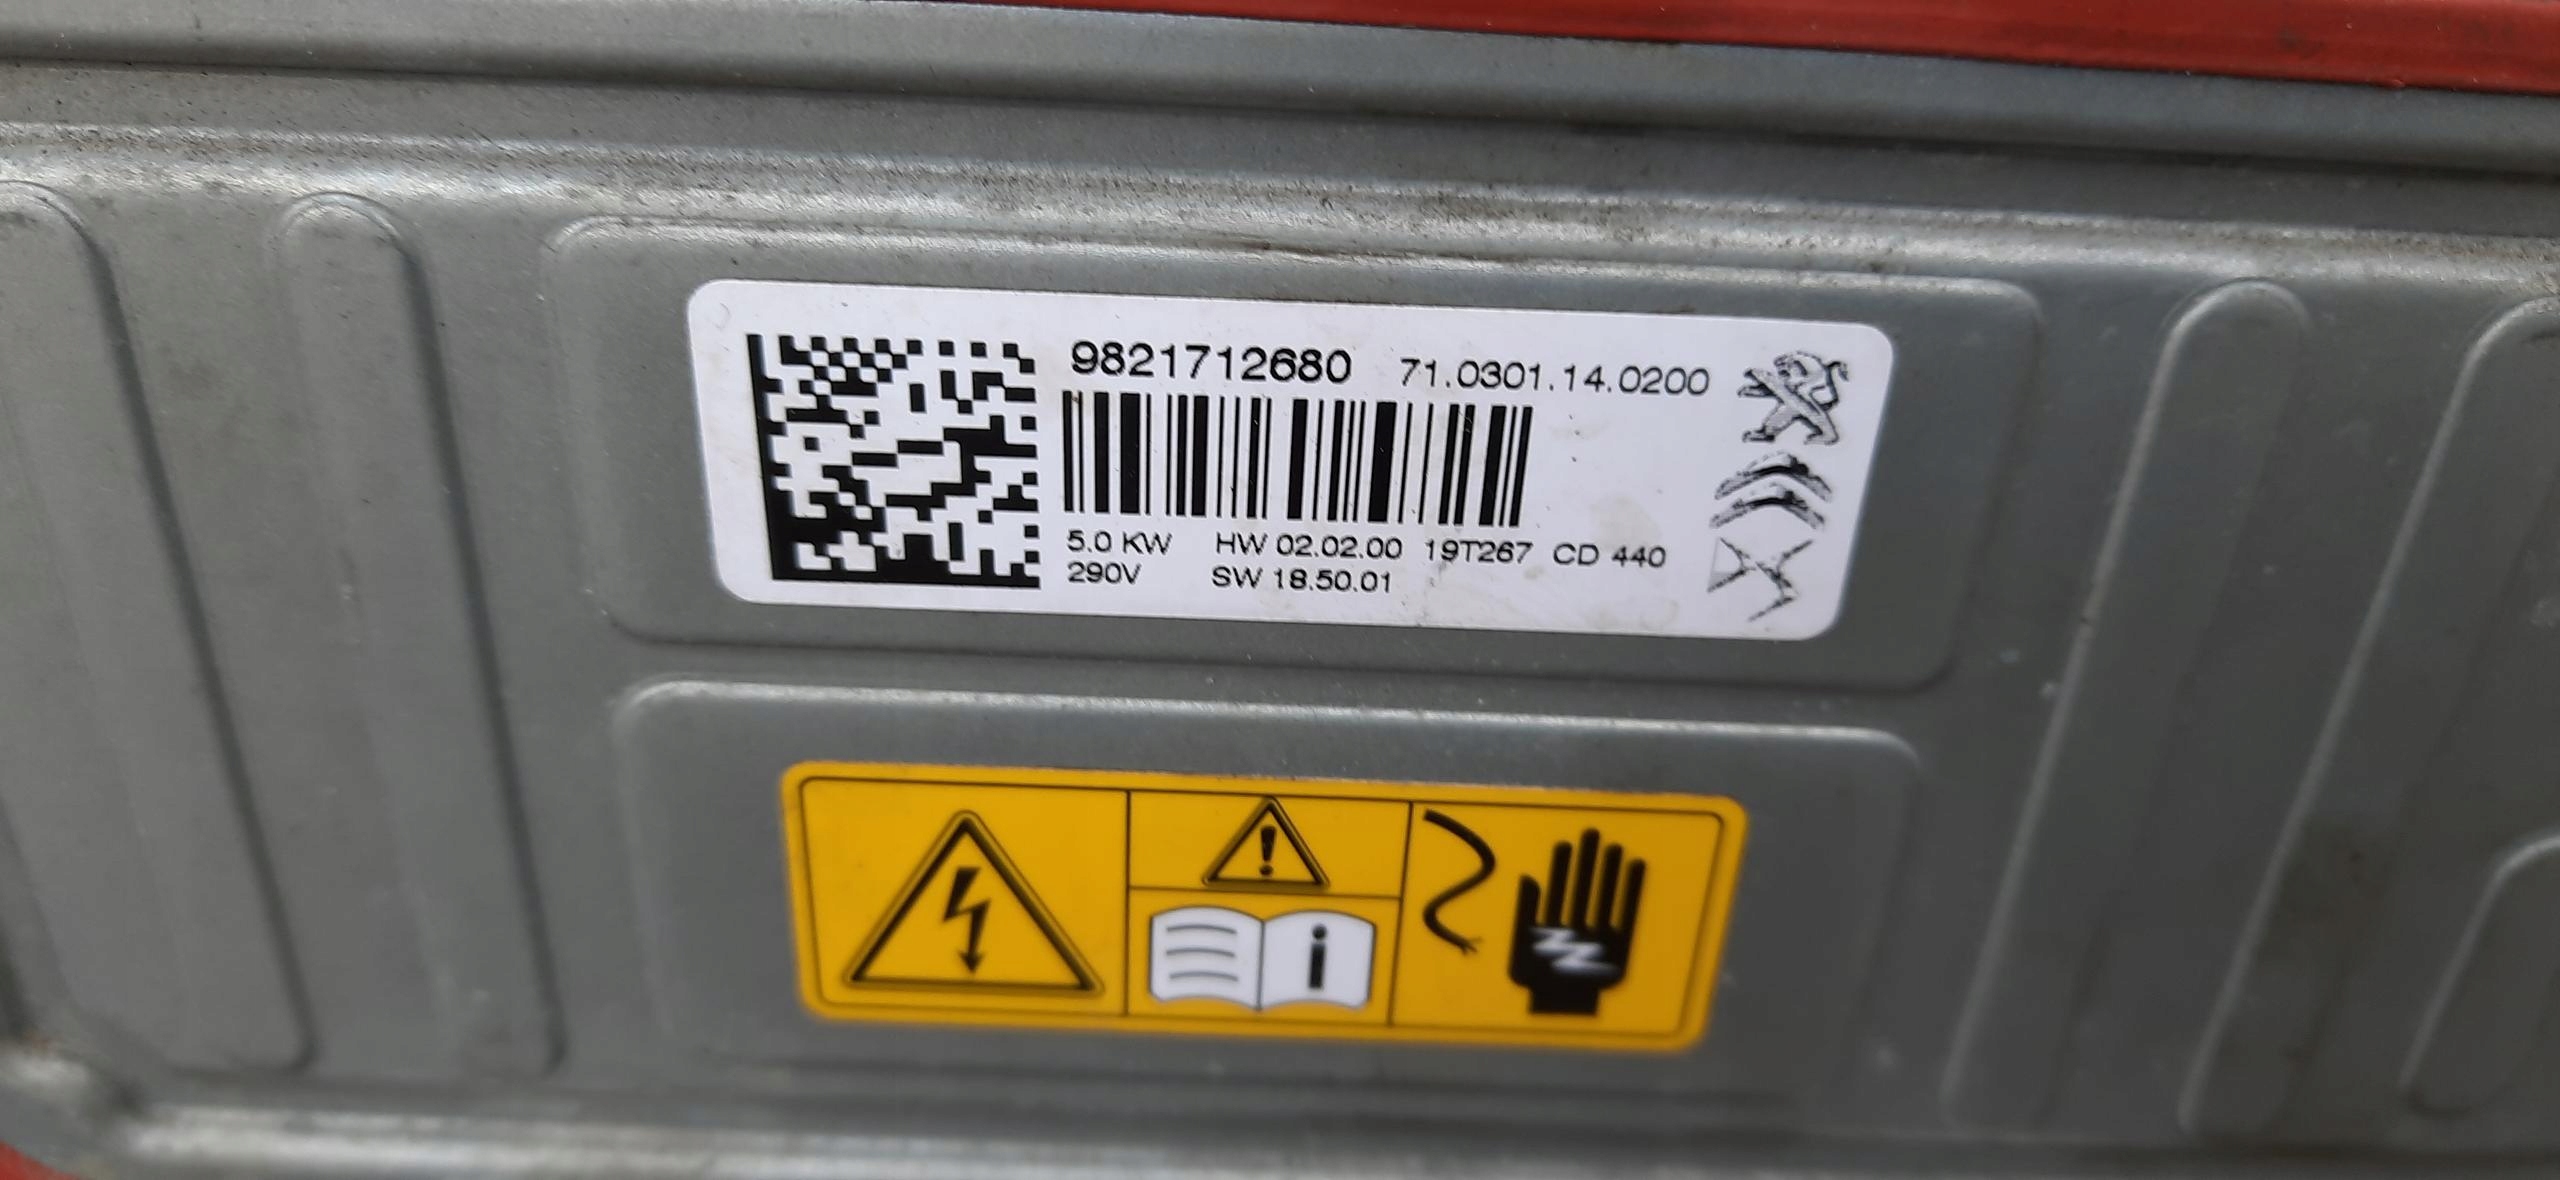 9821712680 71.0301.14.0200
5.0 KW HW 02.02.00 19T267 CD 440
290V SW 18.50.01